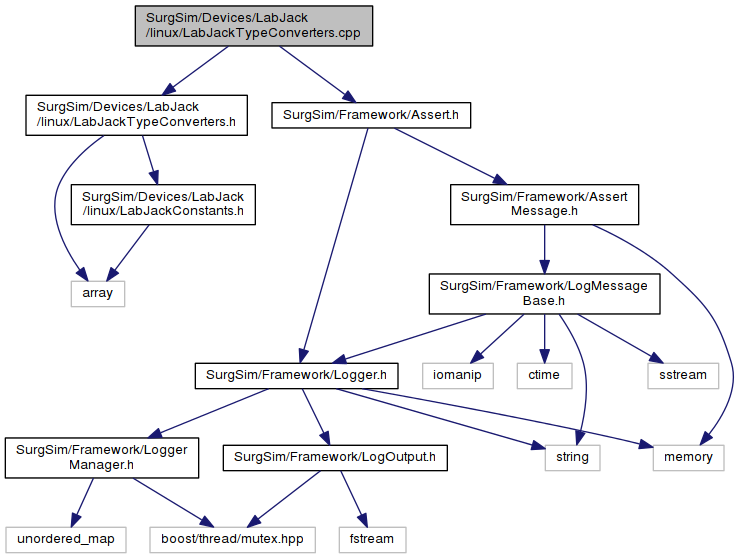 SurgSim/Devices/LabJack
/linux/LabJackTypeConverters.cpp
SurgSim/Devices/LabJack
/linux/LabJackTypeConverters.h
SurgSim/Framework/Assert.h
SurgSim/Devices/LabJack
/linux/LabJackConstants.h
SurgSim/Framework/Assert
Message.h
array
SurgSim/Framework/LogMessage
Base.h
SurgSim/Framework/Logger.h
iomanip
ctime
sstream
SurgSim/Framework/Logger
Manager.h
SurgSim/Framework/LogOutput.h
string
memory
unordered_map
boost/thread/mutex.hpp
fstream